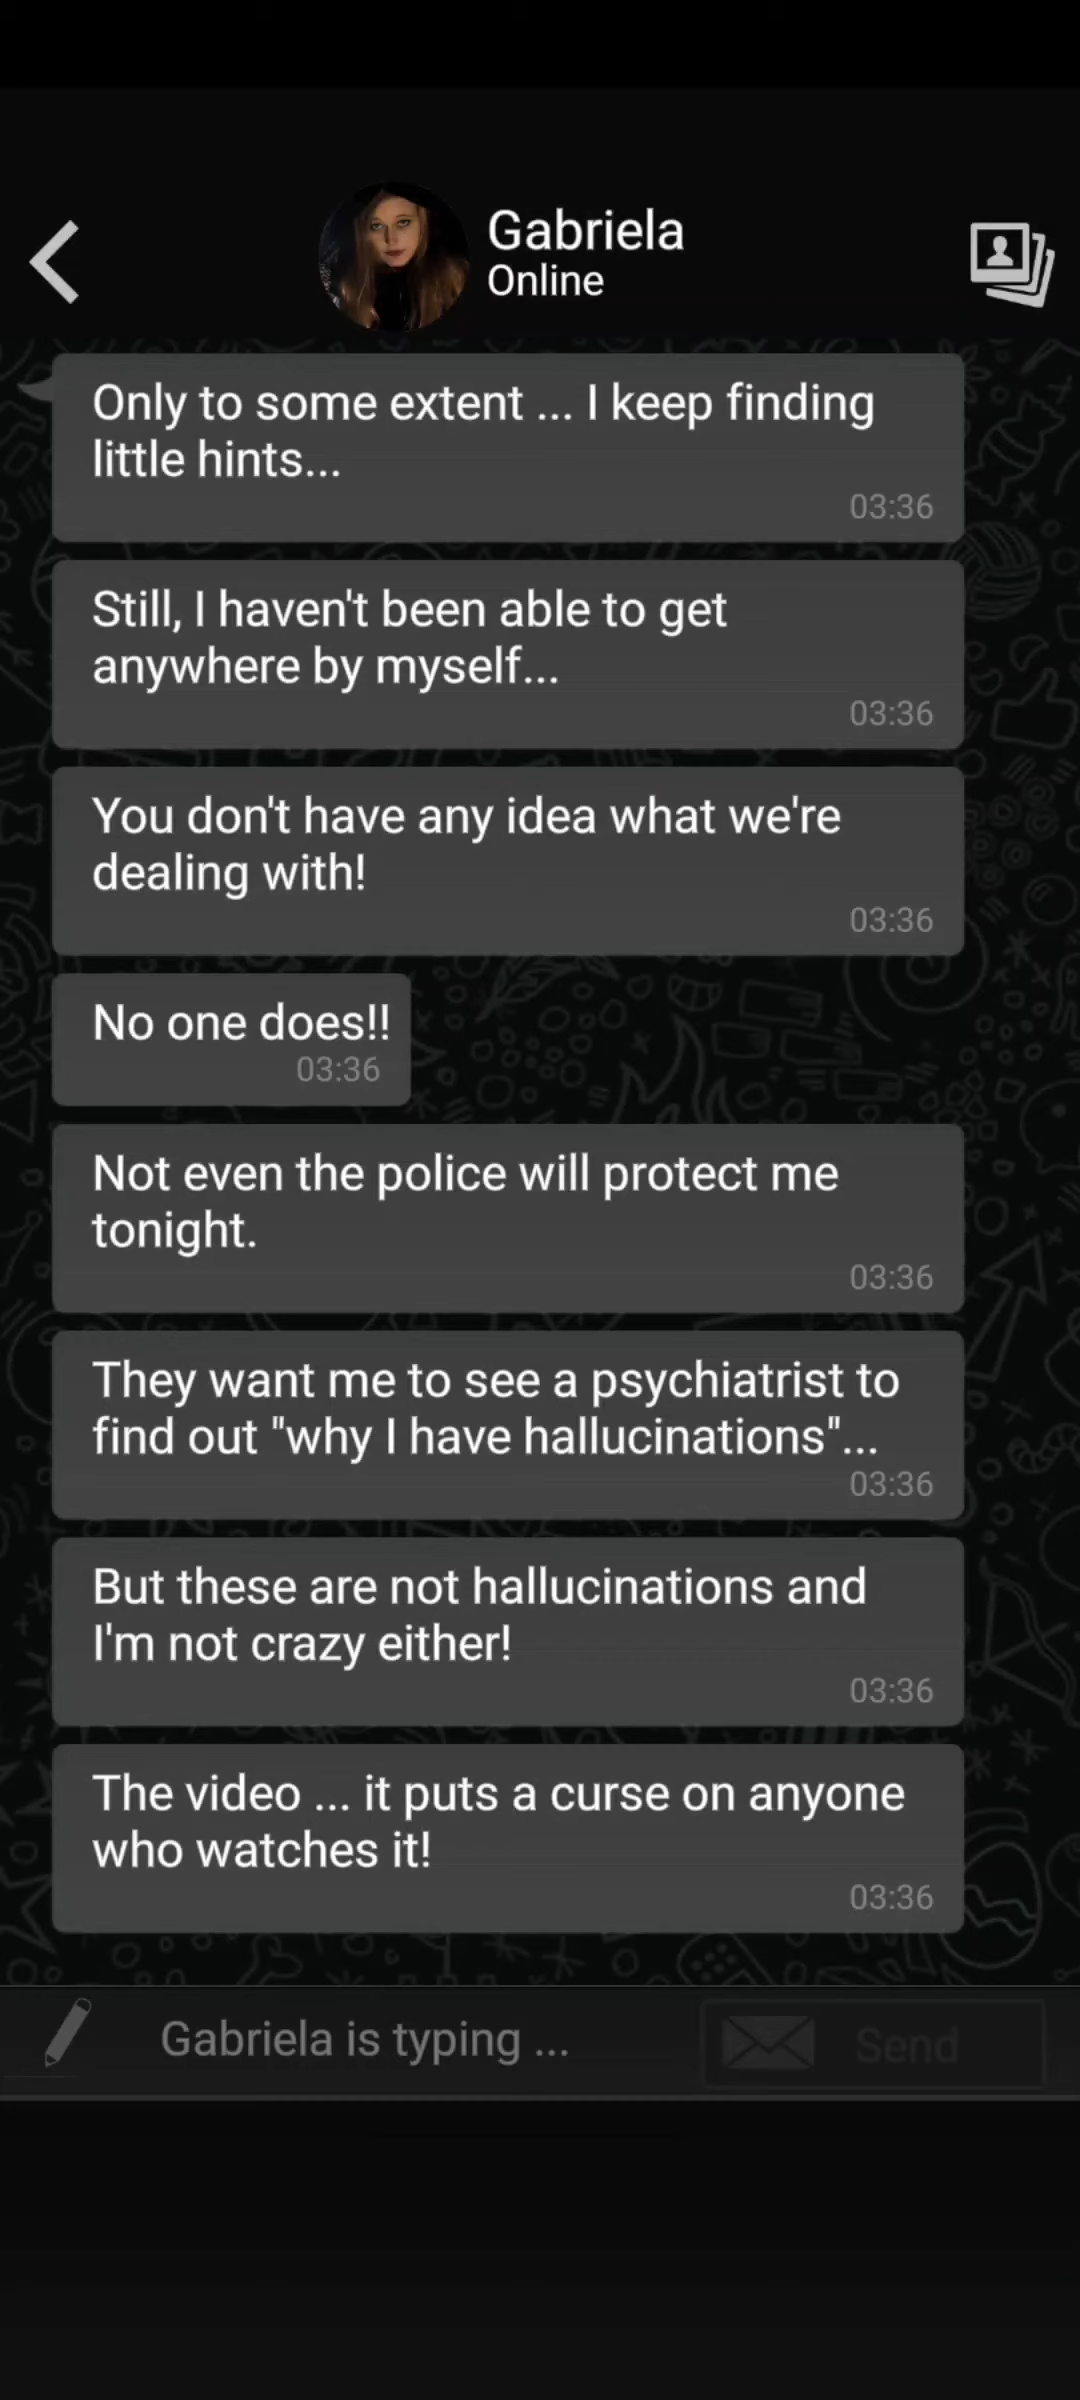 Gabriela
Online
Only to some extent ... I keep finding
little hints...
03:36
Still, I haven't been able to get
anywhere by myself...
03:36
You don't have any idea what we're
dealing with!
03:36
No one does!!
03:36
Not even the police will protect me
tonight.
03:36
They want me to see a psychiatrist to
find out "why I have hallucinations"...
03:36
But these are not hallucinations and
I'm not crazy either!
03:36
The video ... it puts a curse on anyone
who watches it!
03:36
Gabriela is typing ...
Send